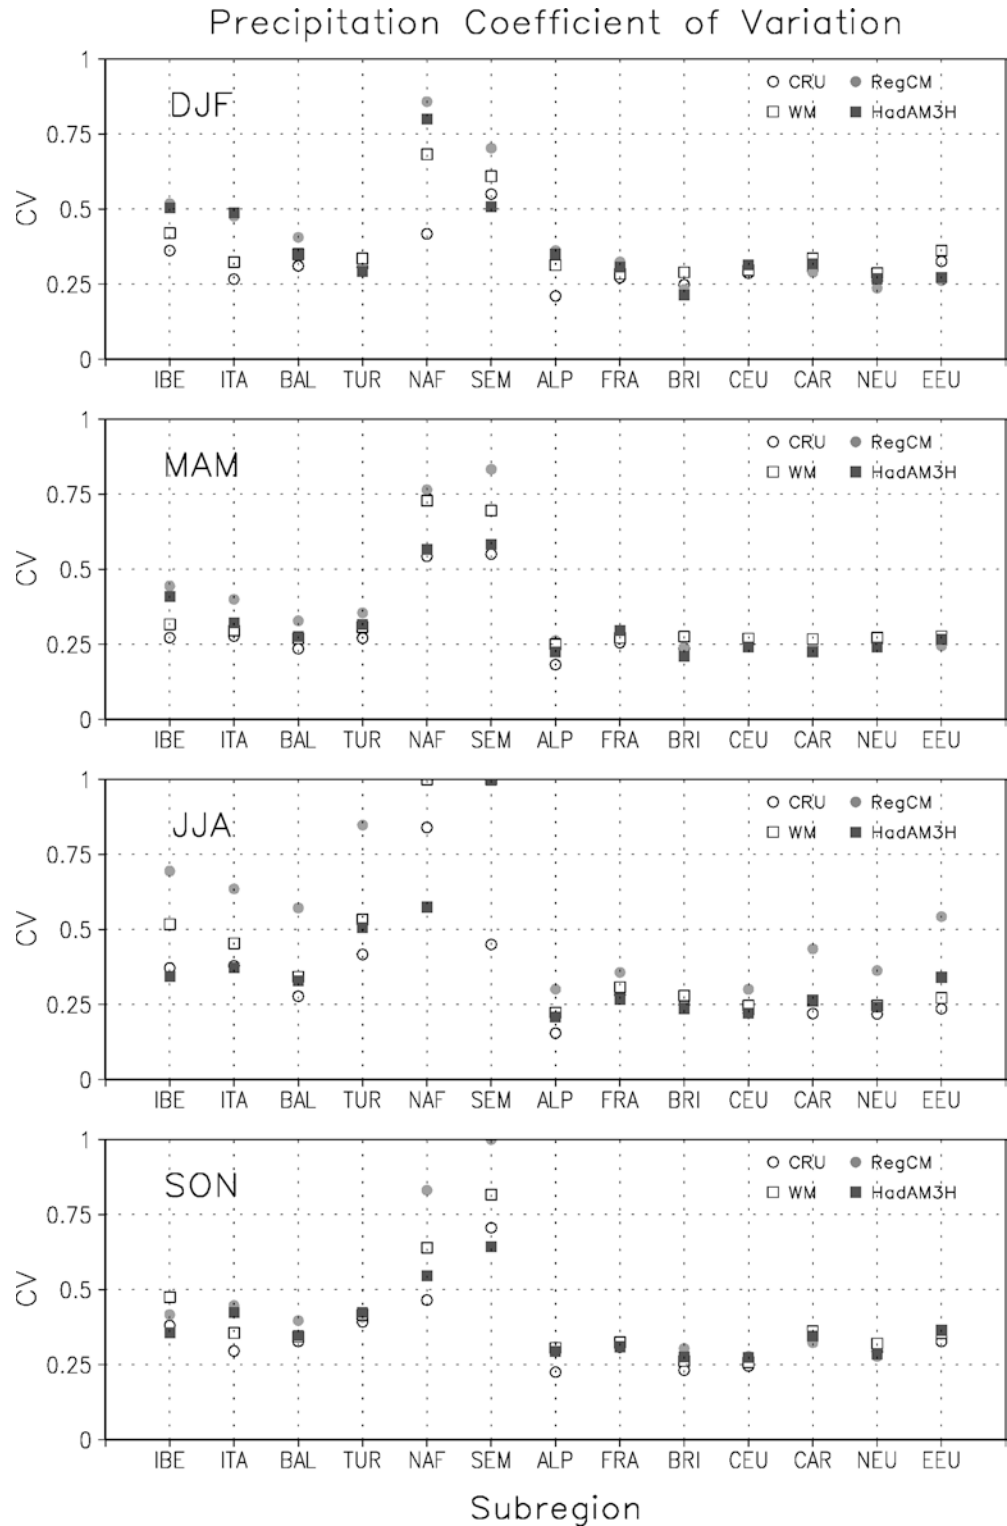 Precipitation Coefficient of Variation
1
0.75
0.5
0.25
0
CV
DJF
CRU RegCM
WM HadAM3H
IBE ITA BAL TUR NAF SEM ALP FRA BRI CEU CAR NEU EEU
1
0.75
0.5
0.25
0
CV
MAM
CRU RegCM
WM HadAM3H
IBE ITA BAL TUR NAF SEM ALP FRA BRI CEU CAR NEU EEU
1
0.75
0.5
0.25
0
CV
JJA
CRU RegCM
WM HadAM3H
IBE ITA BAL TUR NAF SEM ALP FRA BRI CEU CAR NEU EEU
1
0.75
0.5
0.25
0
CV
SON
CRU RegCM
WM HadAM3H
IBE ITA BAL TUR NAF SEM ALP FRA BRI CEU CAR NEU EEU
Subregion